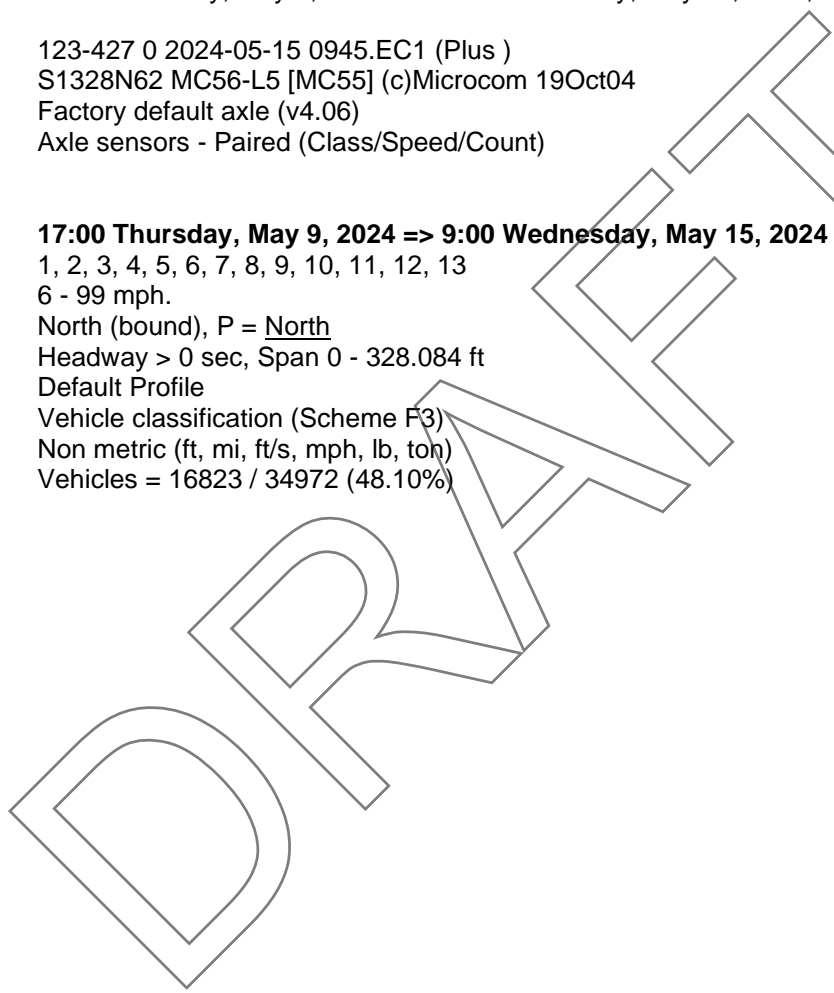 123-427 0 2024-05-15 0945.EC1 (Plus )
S1328N62 MC56-L5 [MC55] (c)Microcom 19Oct04
Factory default axle (v4.06)
Axle sensors - Paired (Class/Speed/Count)
17:00 Thursday, May 9, 2024 => 9:00 Wednesday, May 15, 2024
1, 2, 3, 4, 5, 6, 7, 8, 9, 10, 11, 12, 13
6 - 99 mph.
North (bound), P = North
Headway > 0 sec, Span 0 - 328.084 ft
Default Profile
Vehicle classification (Scheme F3)
Non metric (ft, mi, ft/s, mph, lb, ton)
Vehicles = 16823 / 34972 (48.10%)
DRAFT